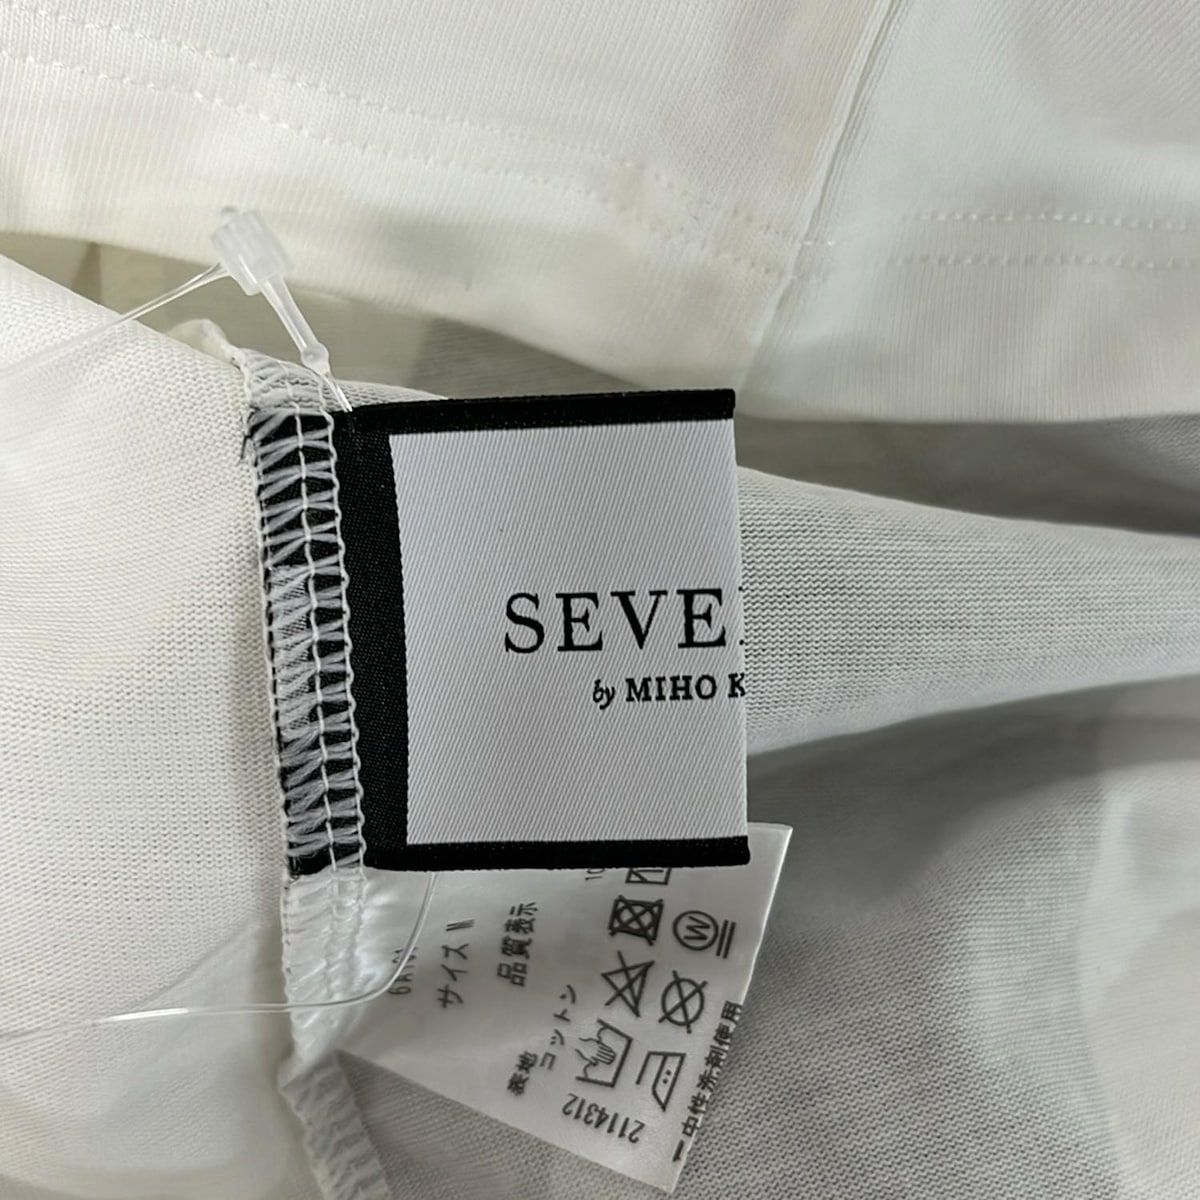 SEVE
by MIHO K
サイズ M
品質表示
表地
コットン
2114312
W
中性洗剤使用